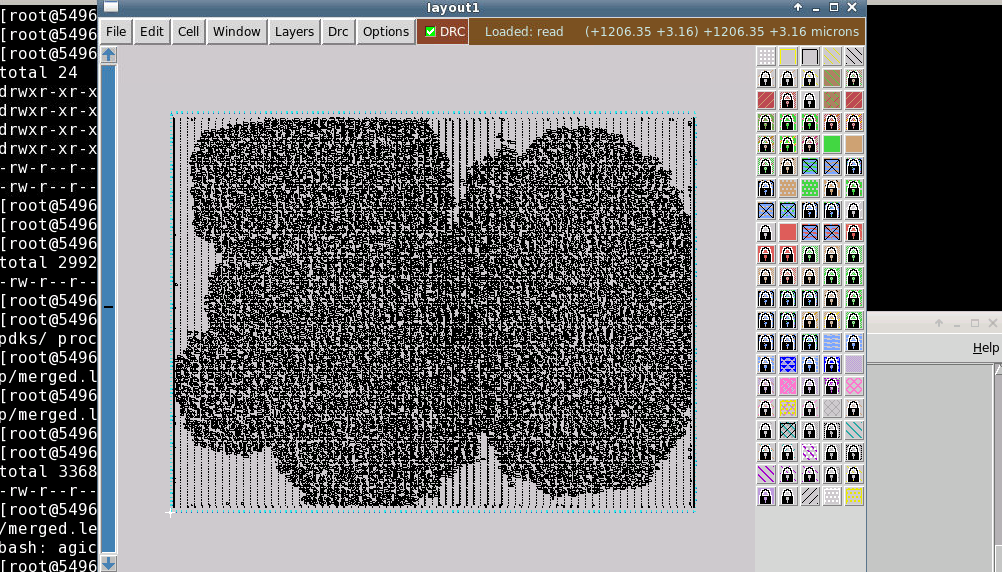 layout1
File Edit Cell Window Layers Drc Options DRC Loaded: read (+1206.35 +3.16) +1206.35 +3.16 microns
[root@5496
[root@5496
[root@5496
total 24
drwxr-xr-x
drwxr-xr-x
drwxr-xr-x
drwxr-xr-x
-rw-r--r--
-rw-r--r--
[root@5496
[root@5496
[root@5496
total 2992
-rw-r--r--
[root@5496
[root@5496
pdks/ proc
[root@5496
p/merged.l
[root@5496
p/merged.l
[root@5496
[root@5496
total 3368
-rw-r--r--
[root@5496
/merged.le
bash: agic
[root@5496
Help